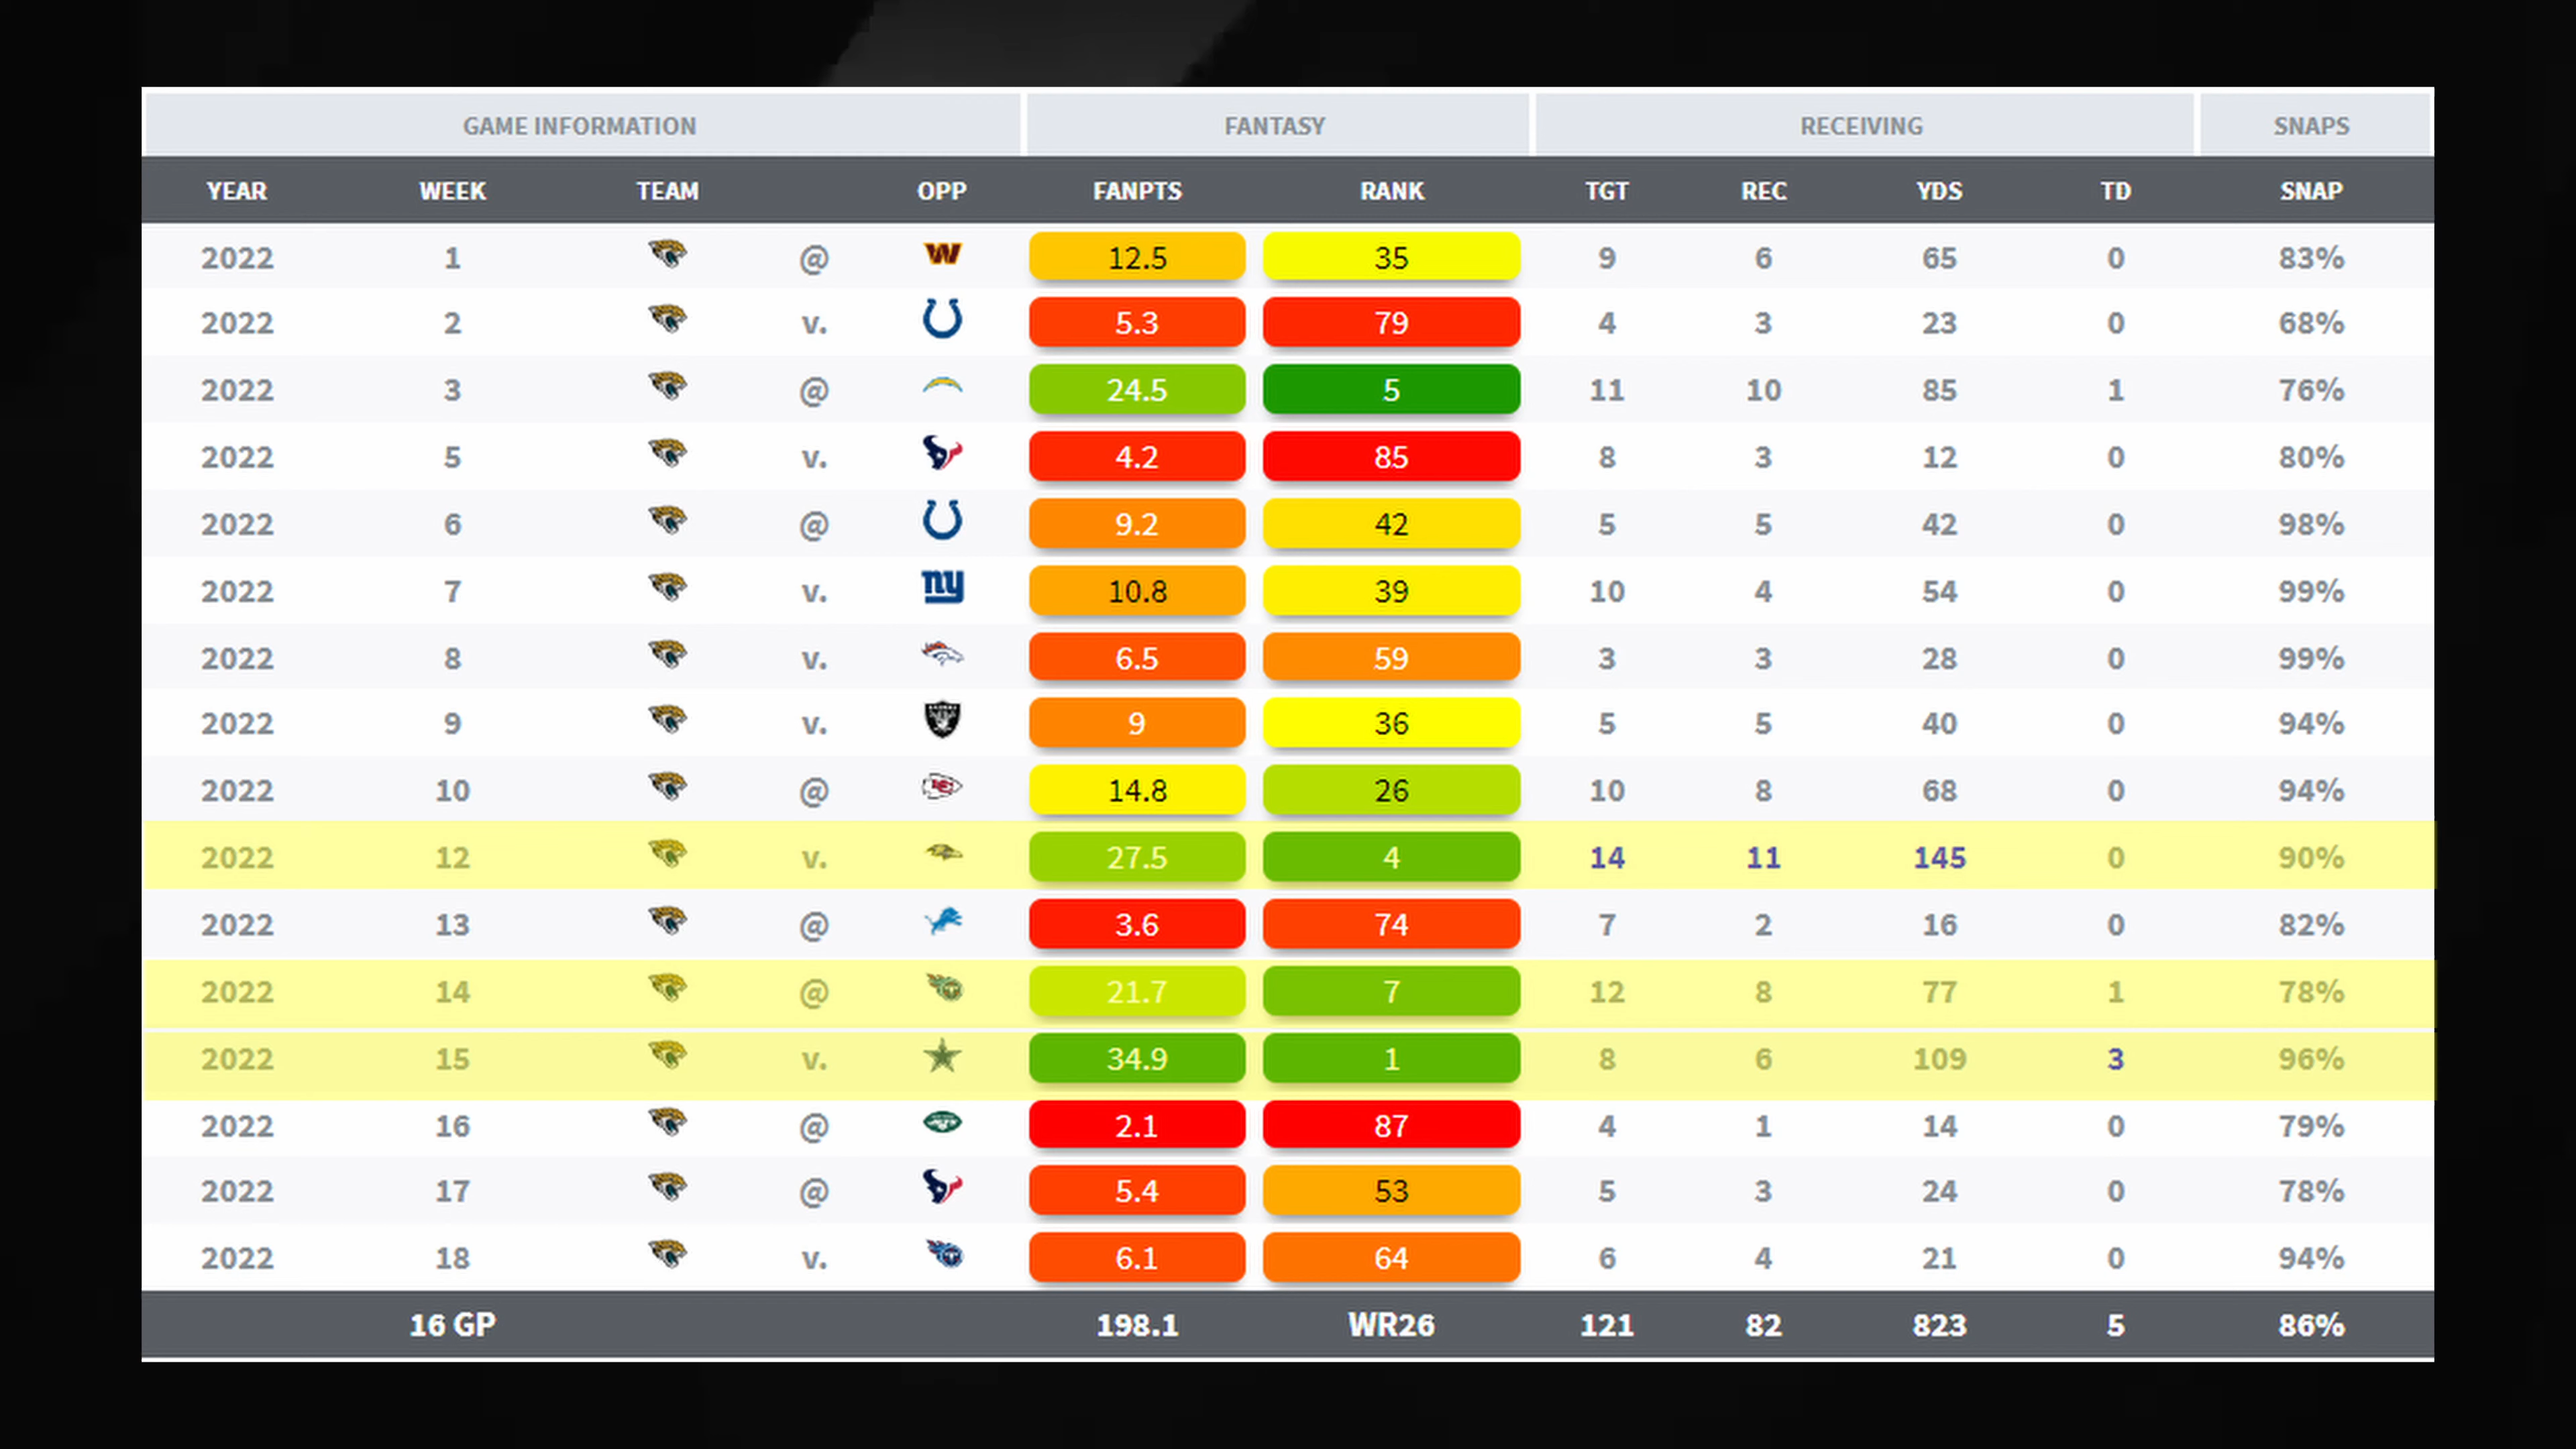 GAME INFORMATION FANTASY RECEIVING SNAPS
YEAR WEEK TEAM OPP FANPTS RANK TGT REC YDS TD SNAP
2022 1 @ W 12.5 35 9 6 65 0 83%
2022 2 v. 5.3 79 4 3 23 0 68%
2022 3 @ 24.5 5 11 10 85 1 76%
2022 5 v. 4.2 85 8 3 12 0 80%
2022 6 @ 9.2 42 5 5 42 0 98%
2022 7 v. ny 10.8 39 10 4 54 0 99%
2022 8 v. 6.5 59 3 3 28 0 99%
2022 9 v. 9 36 5 5 40 0 94%
2022 10 @ KC 14.8 26 10 8 68 0 94%
2022 12 v. 27.5 4 14 11 145 0 90%
2022 13 @ 3.6 74 7 2 16 0 82%
2022 14 @ T 21.7 7 12 8 77 1 78%
2022 15 v. 34.9 1 8 6 109 3 96%
2022 16 @ 2.1 87 4 1 14 0 79%
2022 17 @ 5.4 53 5 3 24 0 78%
2022 18 v. T 6.1 64 6 4 21 0 94%
16 GP 198.1 WR26 121 82 823 5 86%